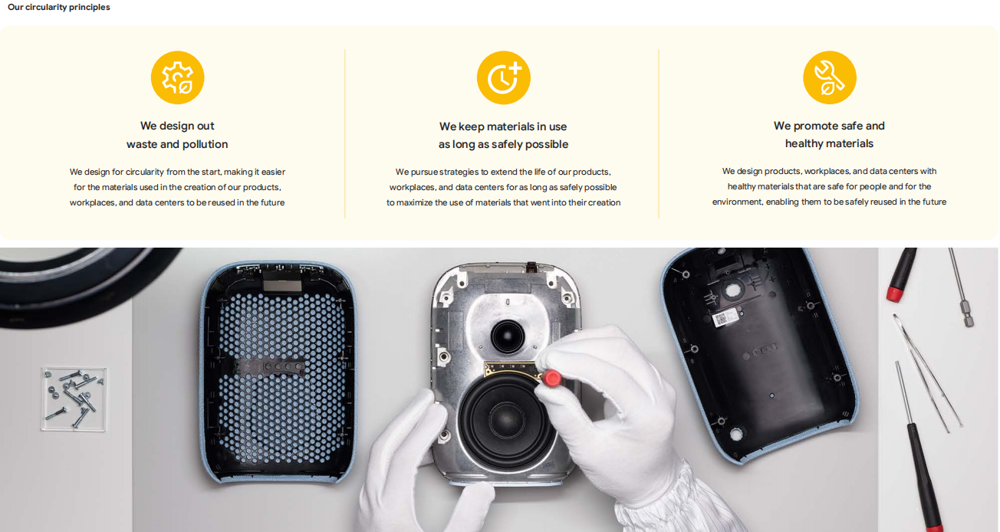 Our circularity principles
We design out
waste and pollution
We design for circularity from the start, making it easier
for the materials used in the creation of our products,
workplaces, and data centers to be reused in the future
We keep materials in use
as long as safely possible
We pursue strategies to extend the life of our products,
workplaces, and data centers for as long as safely possible
to maximize the use of materials that went into their creation
We promote safe and
healthy materials
We design products, workplaces, and data centers with
healthy materials that are safe for people and for the
environment, enabling them to be safely reused in the future